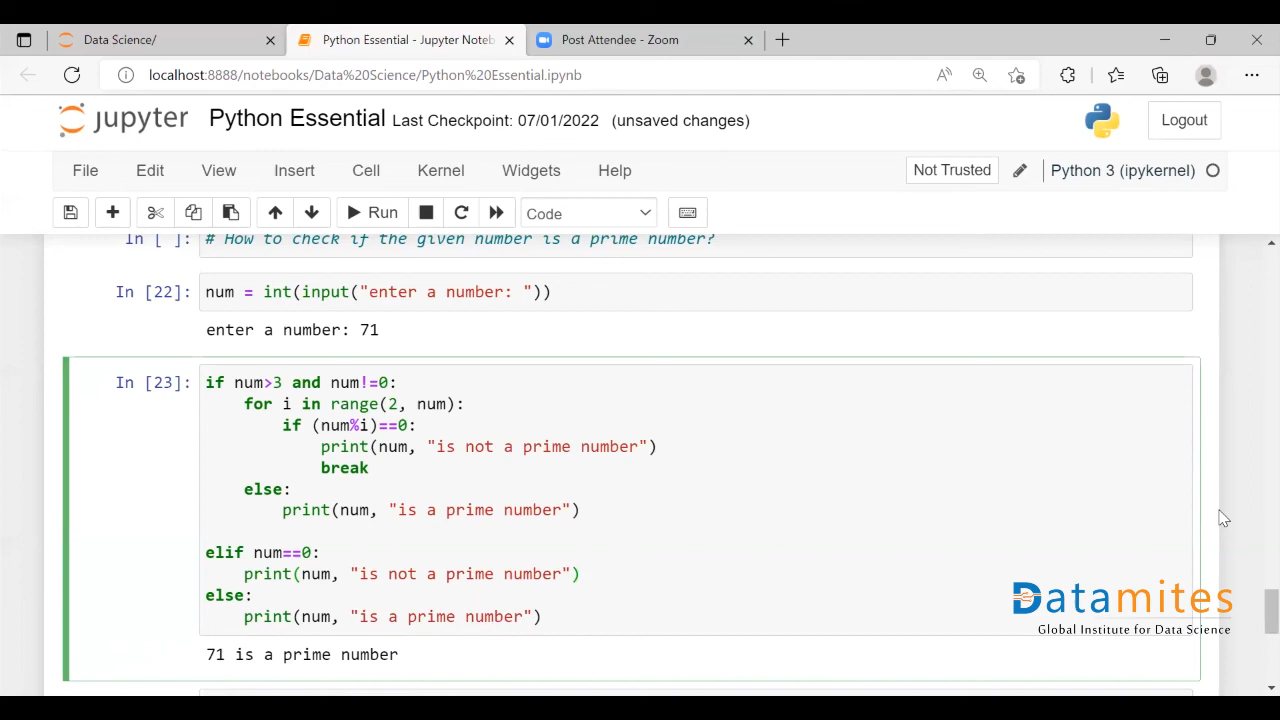 Data Science/
Python Essential - Jupyter Noteb
Post Attendee - Zoom
localhost:8888/notebooks/Data%20Science/Python%20Essential.ipynb
jupyter Python Essential Last Checkpoint: 07/01/2022 (unsaved changes)
Logout
File Edit View Insert Cell Kernel Widgets Help
Not Trusted
Python 3 (ipykernel)
Run
Code
In [ ]: # How to check if the given number is a prime number?
In [22]: num = int(input("enter a number: "))
enter a number: 71
In [23]: if num>3 and num!=0:
    for i in range(2, num):
        if (num%i)==0:
            print(num, "is not a prime number")
            break
    else:
        print(num, "is a prime number")
elif num==0:
    print(num, "is not a prime number")
else:
    print(num, "is a prime number")
71 is a prime number
Datamites
Global Institute for Data Science